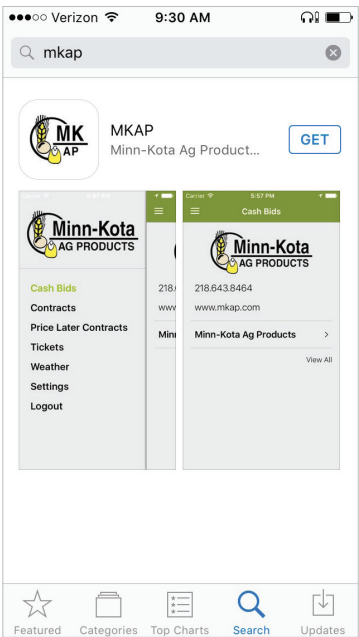 Verizon 9:30 AM
mkap
MK
AP
MKAP
Minn-Kota Ag Product...
GET
Minn-Kota
AG PRODUCTS
Cash Bids
Contracts
Price Later Contracts
Tickets
Weather
Settings
Logout
218.
www
Minn
Carrier 5:57 PM
Cash Bids
Minn-Kota
AG PRODUCTS
218.643.8464
www.mkap.com
Minn-Kota Ag Products >
View All
Featured Categories Top Charts Search Updates